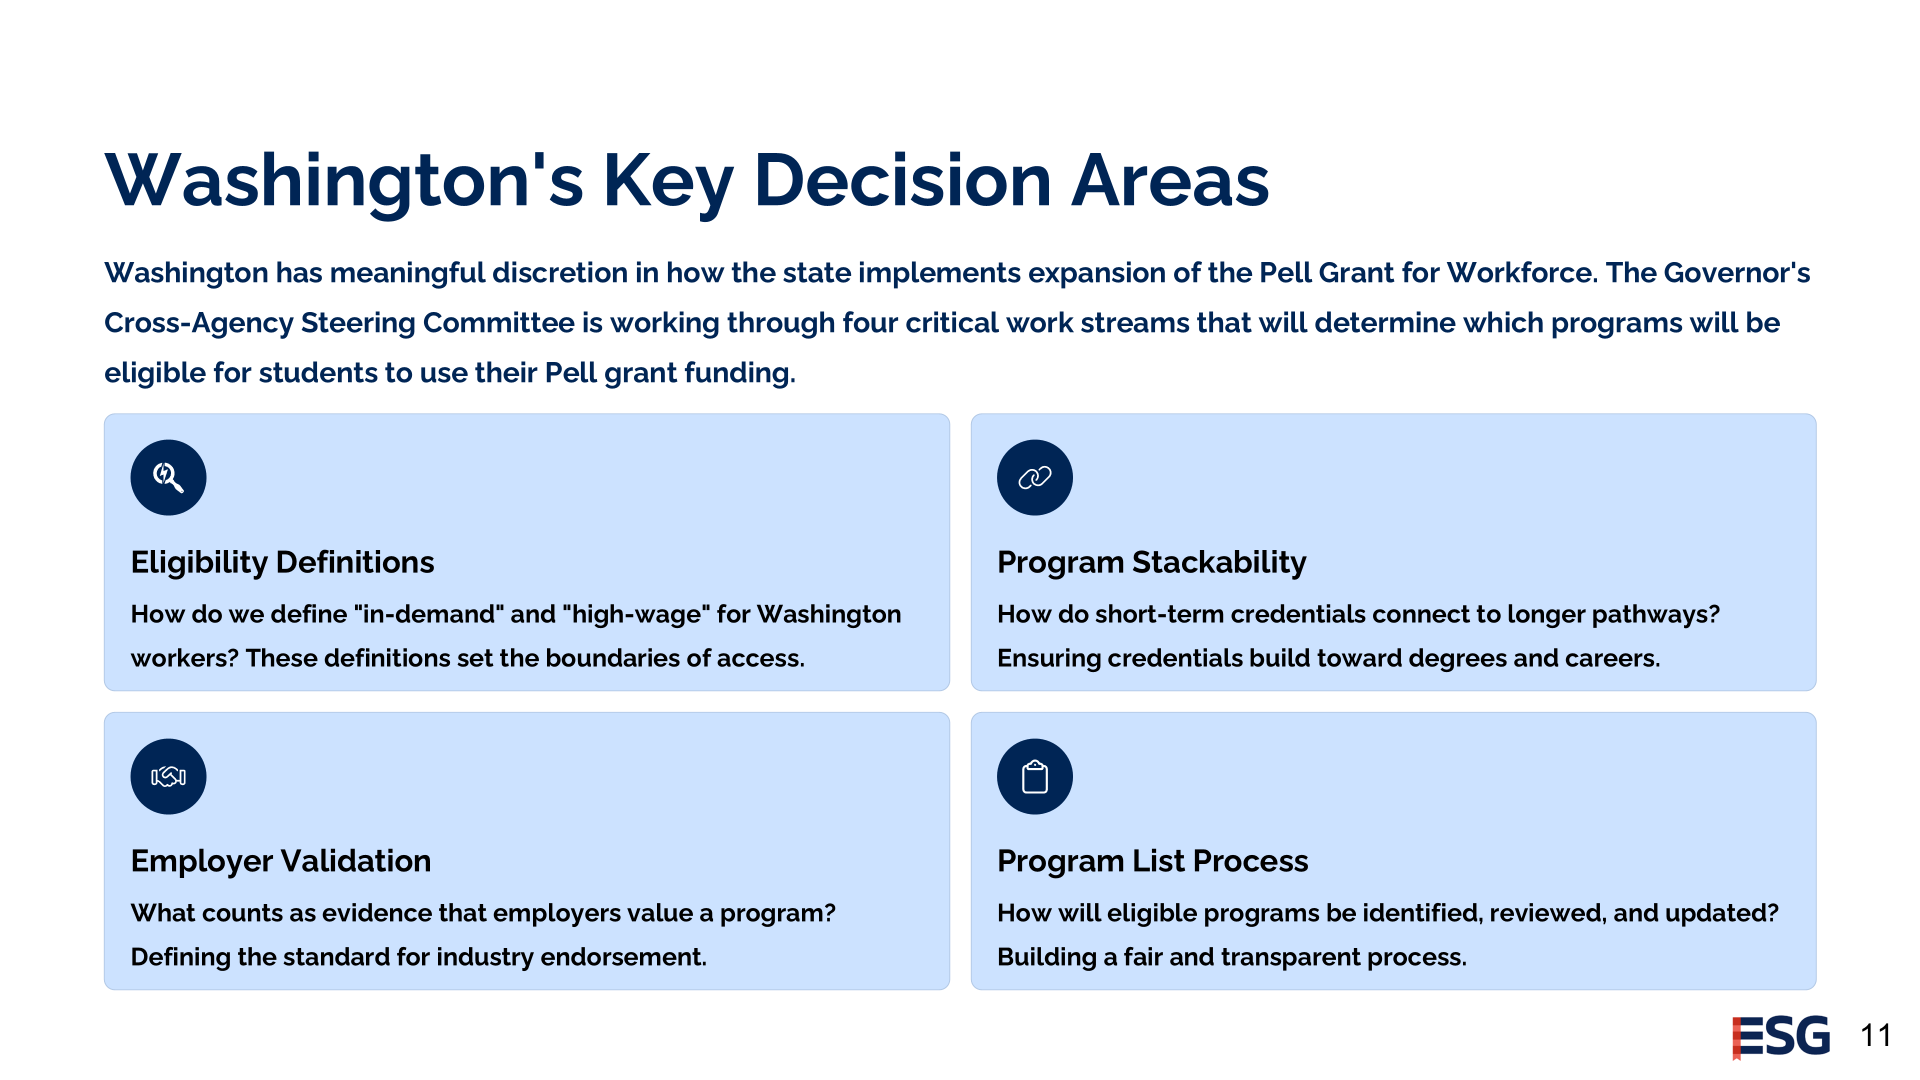 Washington's Key Decision Areas
Washington has meaningful discretion in how the state implements expansion of the Pell Grant for Workforce. The Governor's
Cross-Agency Steering Committee is working through four critical work streams that will determine which programs will be
eligible for students to use their Pell grant funding.
Eligibility Definitions
How do we define "in-demand" and "high-wage" for Washington
workers? These definitions set the boundaries of access.
Program Stackability
How do short-term credentials connect to longer pathways?
Ensuring credentials build toward degrees and careers.
Employer Validation
What counts as evidence that employers value a program?
Defining the standard for industry endorsement.
Program List Process
How will eligible programs be identified, reviewed, and updated?
Building a fair and transparent process.
ESG
11